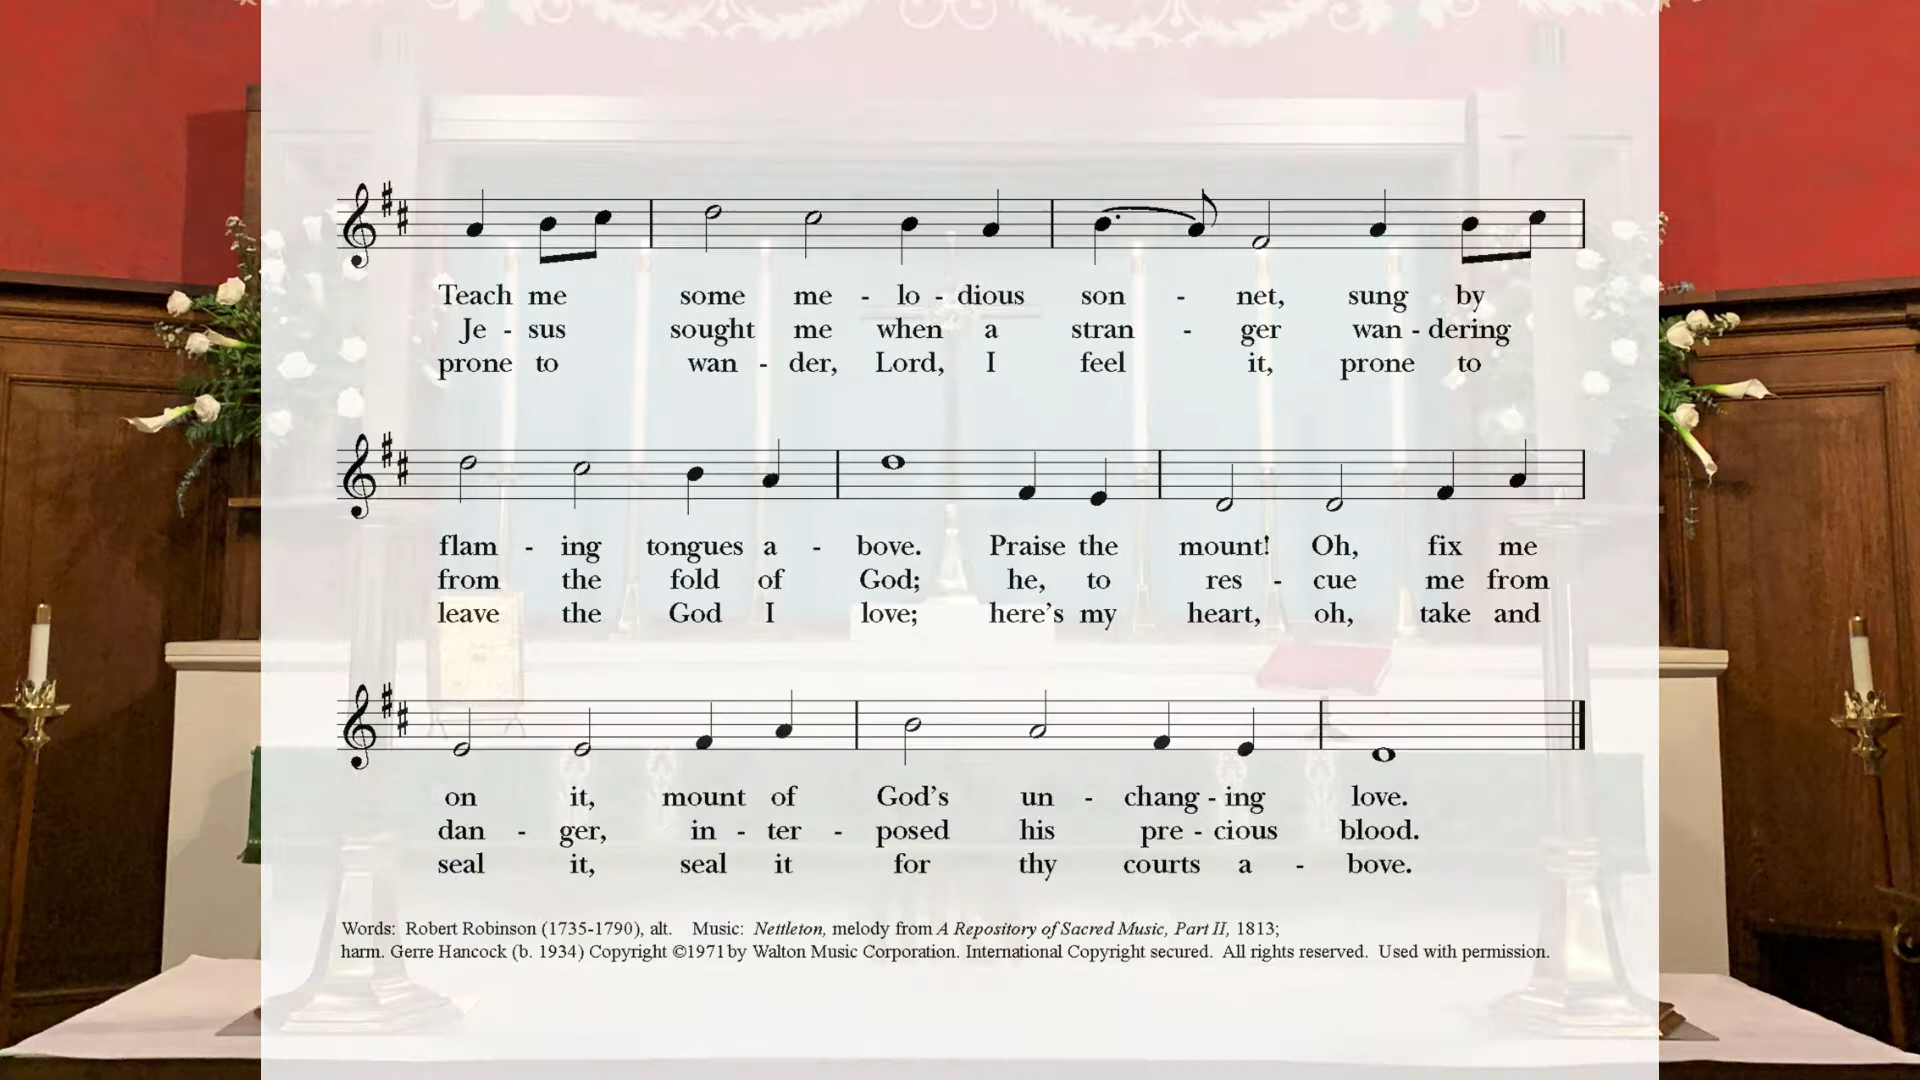 Teach me some me - lo - dious son - net, sung by
Je - sus sought me when a stran - ger wan - dering
prone to wan - der, Lord, I feel it, prone to
flam - ing tongues a - bove. Praise the mount! Oh, fix me
from the fold of God; he, to res - cue me from
leave the God I love; here's my heart, oh, take and
on it, mount of God's un - chang - ing love.
dan - ger, in - ter - posed his pre - cious blood.
seal it, seal it for thy courts a - bove.
Words: Robert Robinson (1735-1790), alt. Music: Nettleton, melody from A Repository of Sacred Music, Part II, 1813;
harm. Gerre Hancock (b. 1934) Copyright ©1971 by Walton Music Corporation. International Copyright secured. All rights reserved. Used with permission.